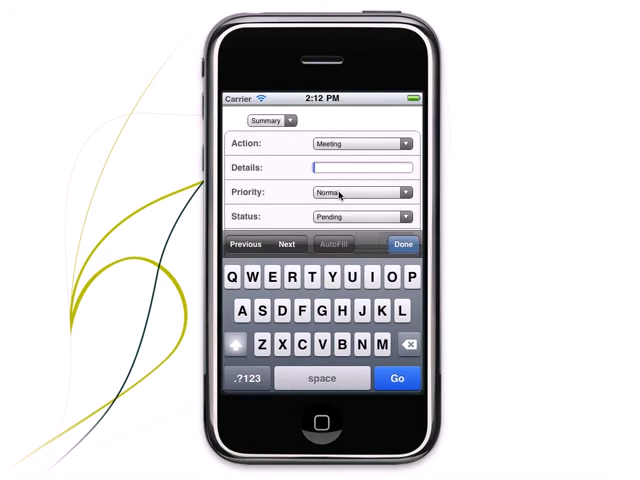 Carrier 2:12 PM
Summary
Action: Meeting
Details:
Priority: Normal
Status: Pending
Previous Next AutoFill Done
Q W E R T Y U I O P
A S D F G H J K L
Z X C V B N M
.?123 space Go